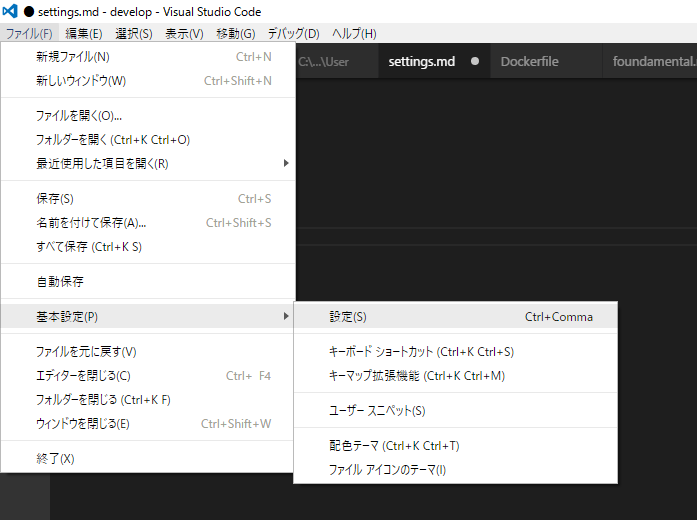 settings.md - develop - Visual Studio Code
ファイル(F) 編集(E) 選択(S) 表示(V) 移動(G) デバッグ(D) ヘルプ(H)
C:\...\User settings.md Dockerfile foundamental.
新規ファイル(N) Ctrl+N
新しいウィンドウ(W) Ctrl+Shift+N
ファイルを開く(O)...
フォルダーを開く (Ctrl+K Ctrl+O)
最近使用した項目を開く(R)
保存(S) Ctrl+S
名前を付けて保存(A)... Ctrl+Shift+S
すべて保存 (Ctrl+K S)
自動保存
基本設定(P)
設定(S) Ctrl+Comma
キーボード ショートカット (Ctrl+K Ctrl+S)
キーマップ拡張機能 (Ctrl+K Ctrl+M)
ユーザー スニペット(S)
配色テーマ (Ctrl+K Ctrl+T)
ファイル アイコンのテーマ(I)
ファイルを元に戻す(V)
エディターを閉じる(C) Ctrl+ F4
フォルダーを閉じる (Ctrl+K F)
ウィンドウを閉じる(E) Ctrl+Shift+W
終了(X)